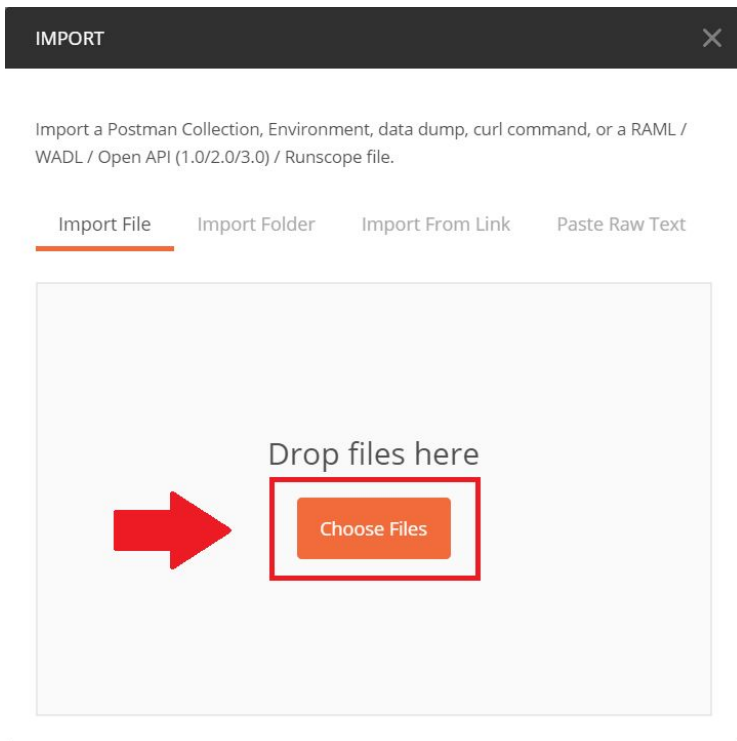 IMPORT
Import a Postman Collection, Environment, data dump, curl command, or a RAML /
WADL / Open API (1.0/2.0/3.0) / Runscope file.
Import File Import Folder Import From Link Paste Raw Text
Drop files here
Choose Files